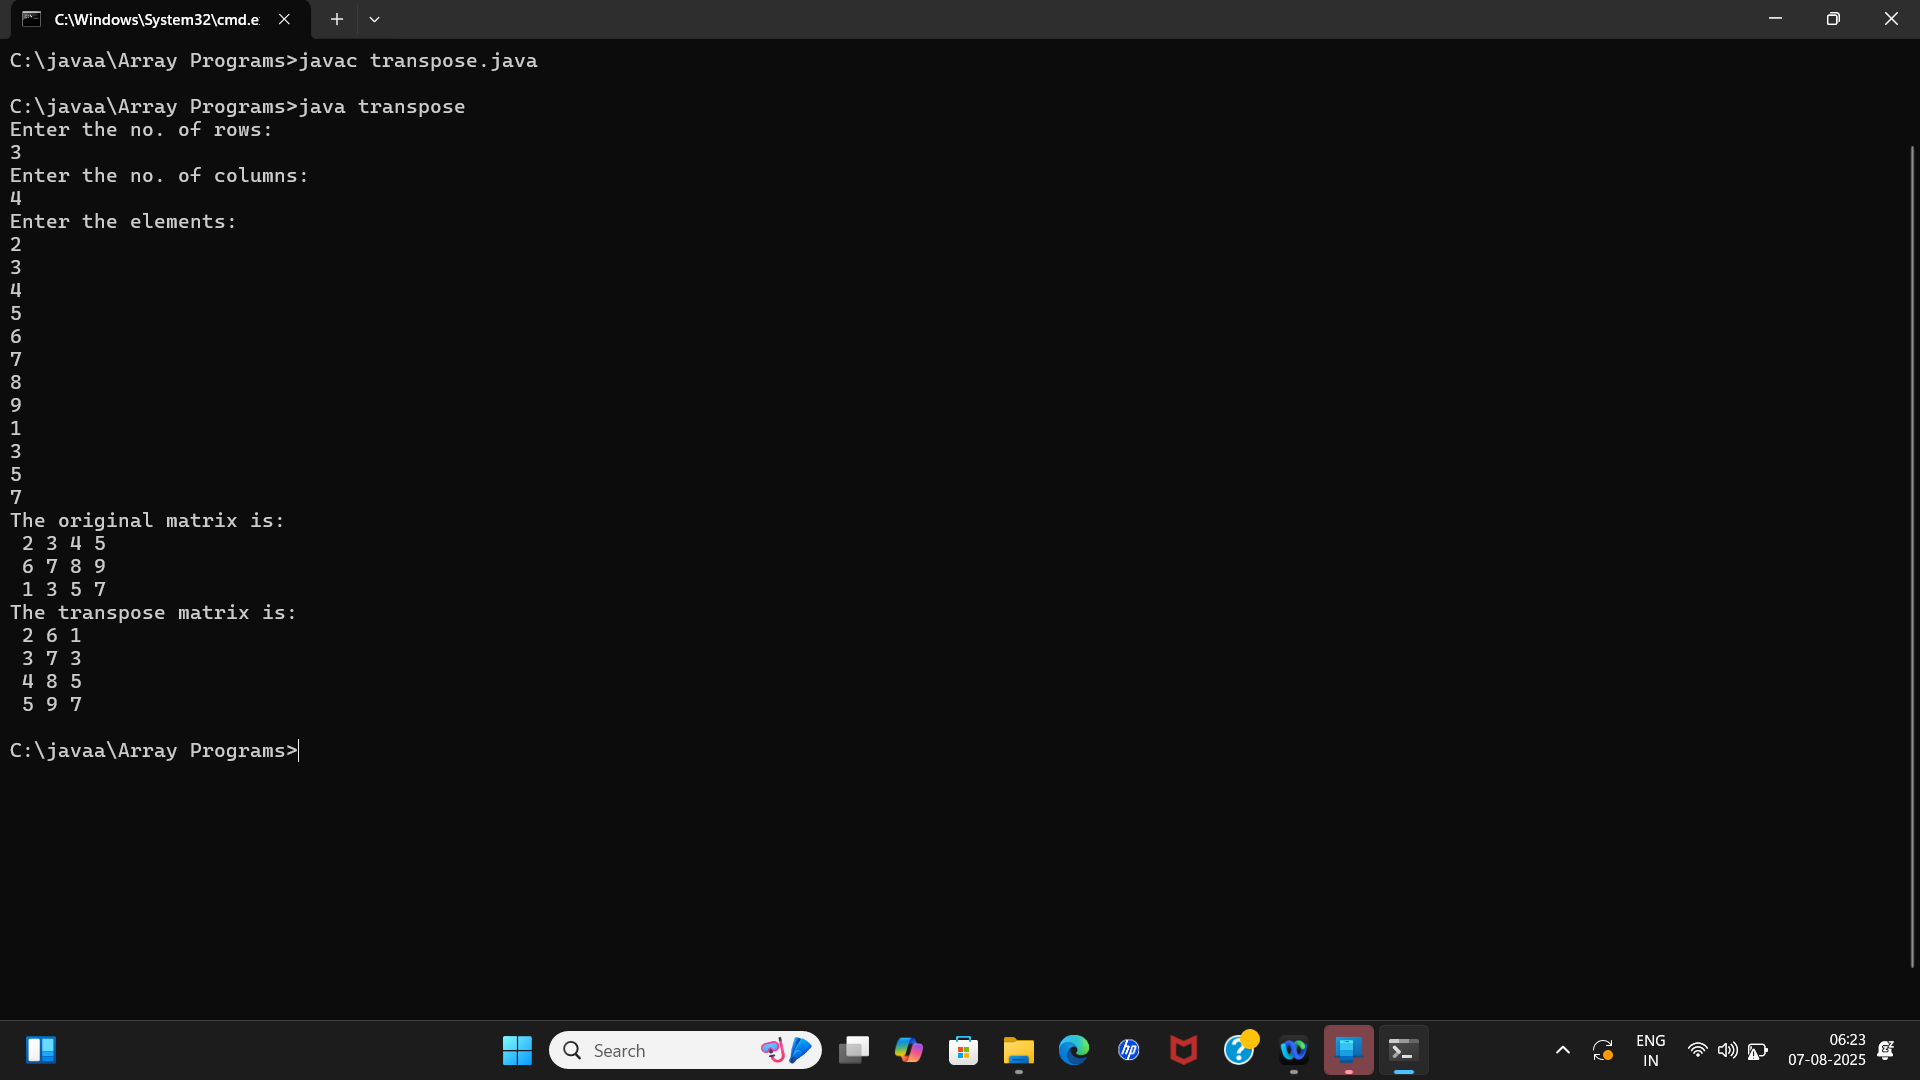 C:\Windows\System32\cmd.e
C:\javaa\Array Programs>javac transpose.java
C:\javaa\Array Programs>java transpose
Enter the no. of rows:
3
Enter the no. of columns:
4
Enter the elements:
2
3
4
5
6
7
8
9
1
3
5
7
The original matrix is:
2 3 4 5
6 7 8 9
1 3 5 7
The transpose matrix is:
2 6 1
3 7 3
4 8 5
5 9 7
C:\javaa\Array Programs>
Search
hp
ENG
IN
06:23
07-08-2025